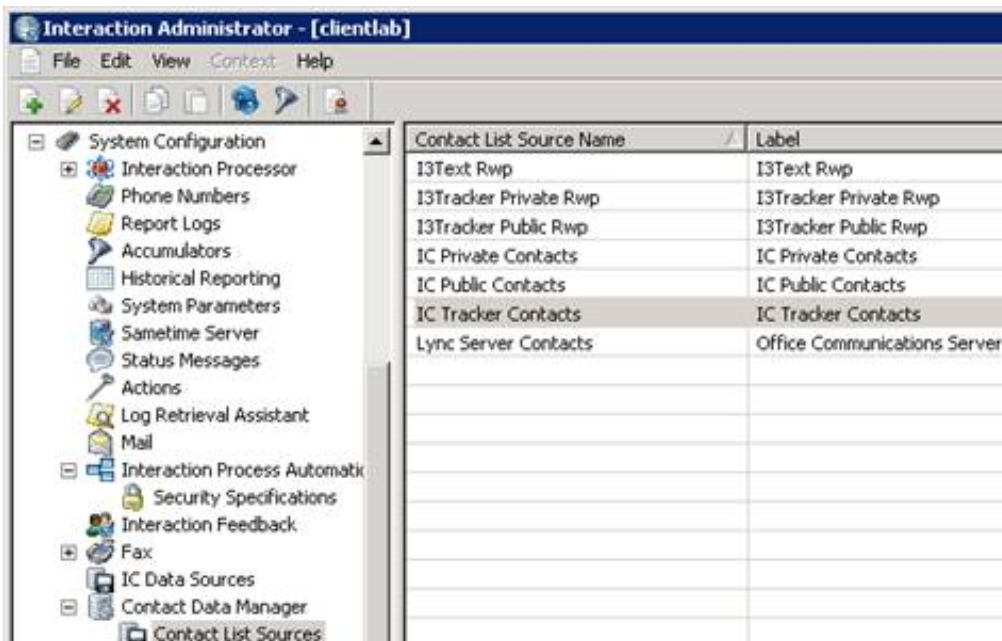 Interaction Administrator - [clientlab]
File Edit View Context Help
System Configuration
Interaction Processor
Phone Numbers
Report Logs
Accumulators
Historical Reporting
System Parameters
Sametime Server
Status Messages
Actions
Log Retrieval Assistant
Mail
Interaction Process Automatic
Security Specifications
Interaction Feedback
Fax
IC Data Sources
Contact Data Manager
Contact List Sources
Contact List Source Name Label
I3Text Rwp I3Text Rwp
I3Tracker Private Rwp I3Tracker Private Rwp
I3Tracker Public Rwp I3Tracker Public Rwp
IC Private Contacts IC Private Contacts
IC Public Contacts IC Public Contacts
IC Tracker Contacts IC Tracker Contacts
Lync Server Contacts Office Communications Server